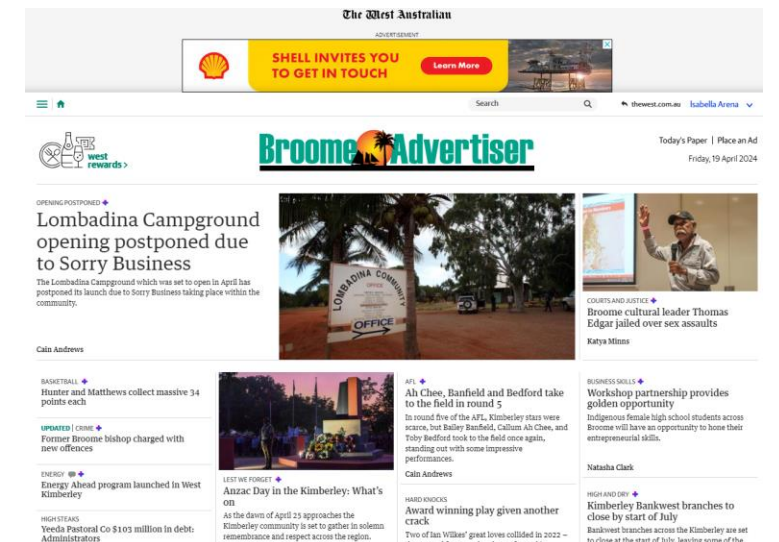 The West Australian
ADVERTISEMENT
SHELL INVITES YOU
TO GET IN TOUCH
Learn More
Search
thewest.com.au
Isabella Arena
west
rewards >
Broome Advertiser
Today's Paper | Place an Ad
Friday, 19 April 2024
OPENING POSTPONED
Lombadina Campground
opening postponed due
to Sorry Business
The Lombadina Campground which was set to open in April has
postponed its launch due to Sorry Business taking place within the
community.
Cain Andrews
LOMBADINA COMMUNITY
OFFICE
OFFICE
COURTS AND JUSTICE
Broome cultural leader Thomas
Edgar jailed over sex assaults
Katya Minns
BASKETBALL
Hunter and Matthews collect massive 34
points each
UPDATED | CRIME
Former Broome bishop charged with
new offences
ENERGY
Energy Ahead program launched in West
Kimberley
HIGH STEAKS
Yeeda Pastoral Co $103 million in debt:
Administrators
LEST WE FORGET
Anzac Day in the Kimberley: What's
on
As the dawn of April 25 approaches the
Kimberley community is set to gather in solemn
remembrance and respect across the region.
AFL
Ah Chee, Banfield and Bedford take
to the field in round 5
In round five of the AFL, Kimberley stars were
scarce, but Bailey Banfield, Callum Ah Chee, and
Toby Bedford took to the field once again,
standing out with some impressive
performances.
Cain Andrews
HARD KNOCKS
Award winning play given another
crack
Two of Ian Wilkes' great loves collided in 2022 –
BUSINESS SKILLS
Workshop partnership provides
golden opportunity
Indigenous female high school students across
Broome will have an opportunity to hone their
entrepreneurial skills.
Natasha Clark
HIGH AND DRY
Kimberley Bankwest branches to
close by start of July
Bankwest branches across the Kimberley are set
to close at the start of July, leaving some of the